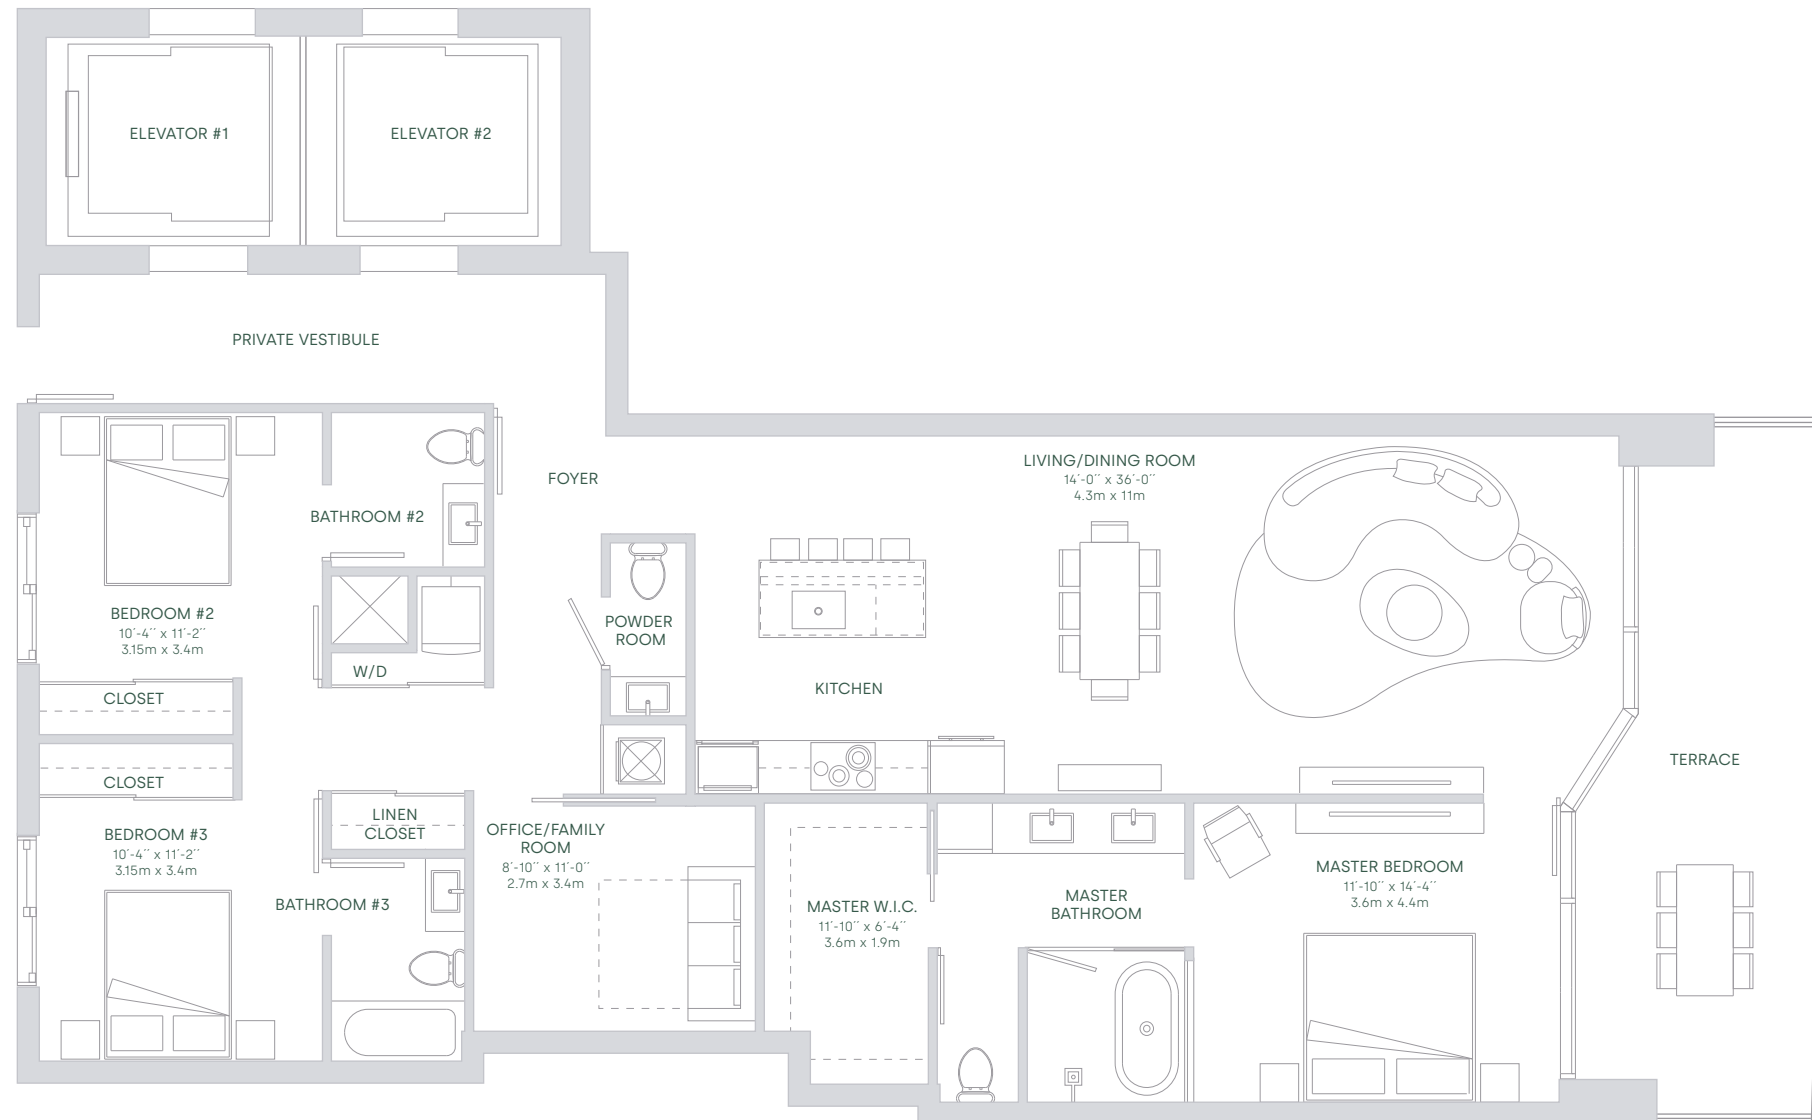 ELEVATOR #1
ELEVATOR #2
PRIVATE VESTIBULE
LIVING/DINING ROOM
14´-0´´ x 36´-0´´
4.3m x 11m
FOYER
BATHROOM #2
BEDROOM #2
10´-4´´ x 11´-2´´
3.15m x 3.4m
POWDER
ROOM
W/D
KITCHEN
CLOSET
TERRACE
CLOSET
LINEN
CLOSET
BEDROOM #3
10´-4´´ x 11´-2´´
3.15m x 3.4m
OFFICE/FAMILY
ROOM
8´-10´´ x 11´-0´´
2.7m x 3.4m
MASTER BEDROOM
11´-10´´ x 14´-4´´
3.6m x 4.4m
BATHROOM #3
MASTER W.I.C.
11´-10´´ x 6´-4´´
3.6m x 1.9m
MASTER
BATHROOM